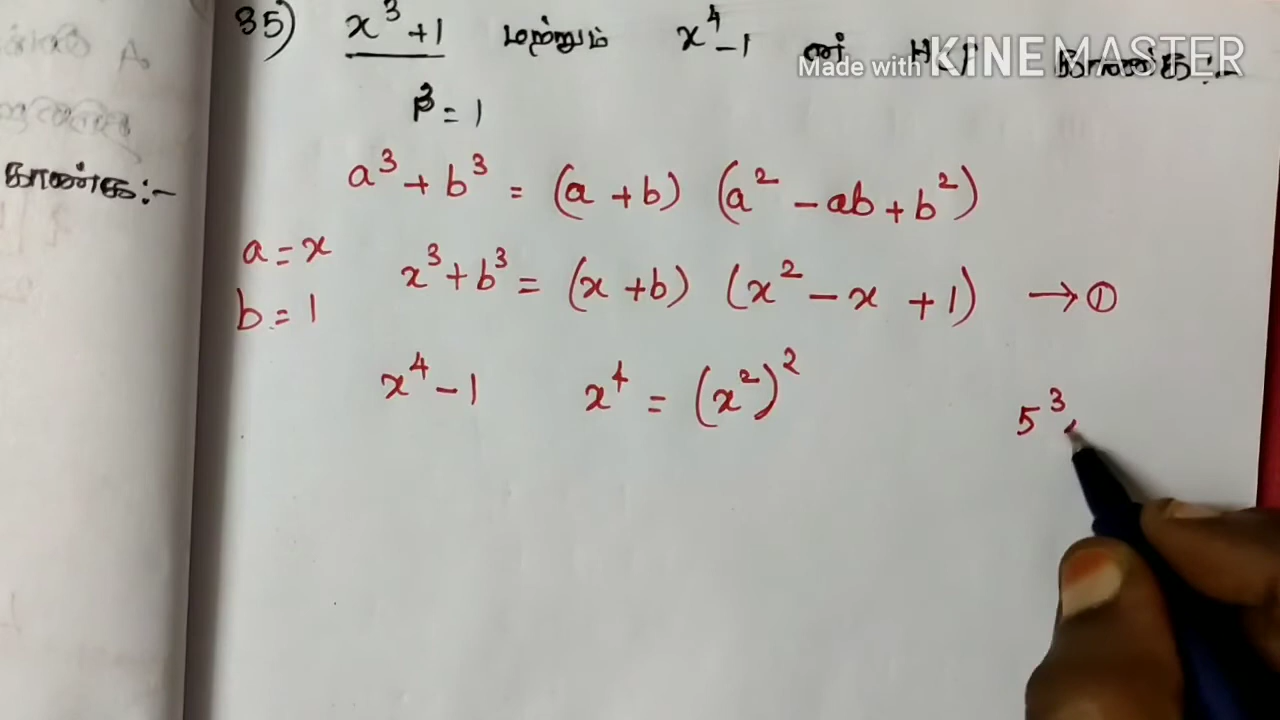 35) x³+1 மற்றும் x⁴-1 ன் காண்க:-
Made with KINEMASTER
1³ = 1
காண்க:-
a³+b³ = (a+b) (a²-ab+b²)
a=x x³+b³ = (x+b) (x²-x+1) →①
b=1
x⁴-1 x⁴ = (x²)²
5³